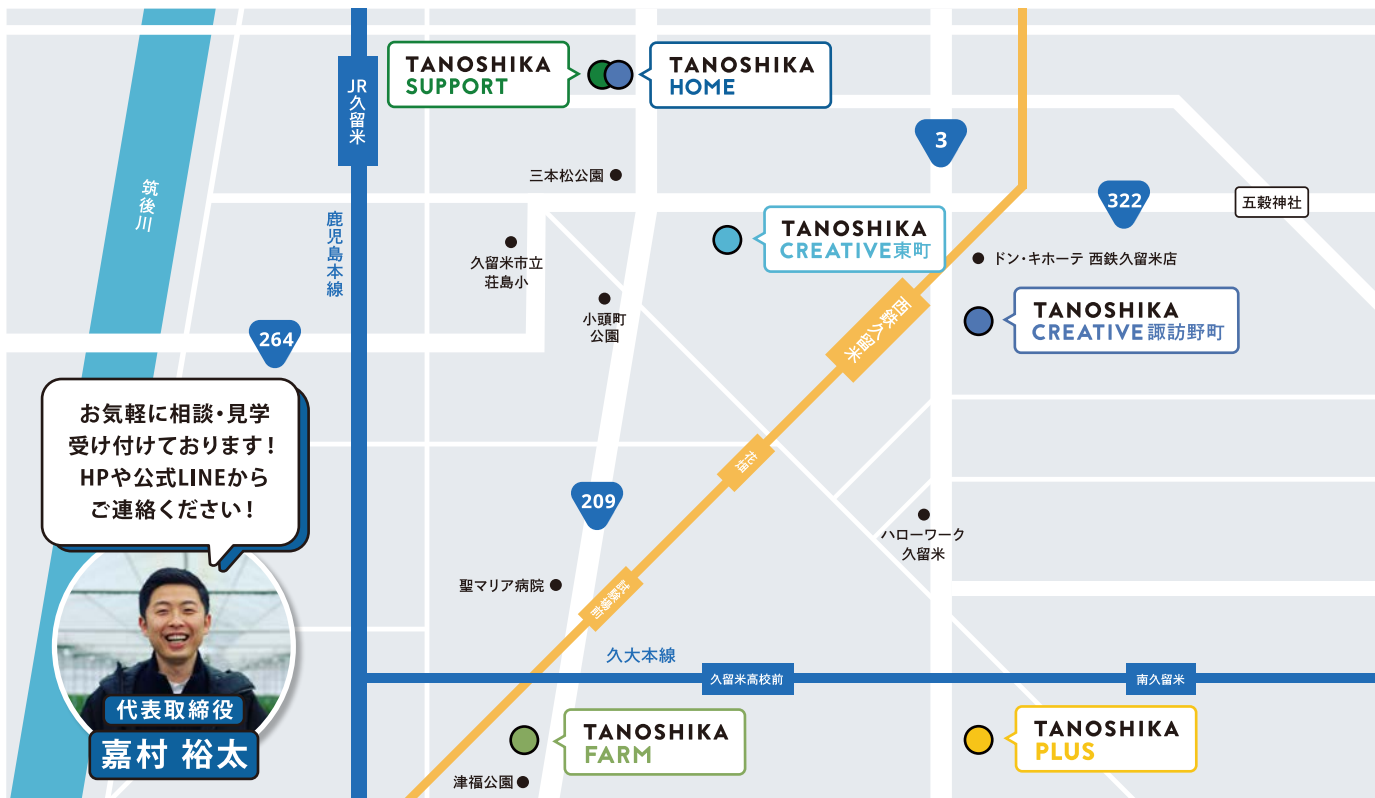 TANOSHIKA
SUPPORT
TANOSHIKA
HOME
JR久留米
3
三本松公園
筑後川
322
五穀神社
鹿児島本線
TANOSHIKA
CREATIVE東町
久留米市立
荘島小
ドン・キホーテ 西鉄久留米店
小頭町
公園
TANOSHIKA
CREATIVE諏訪野町
西鉄久留米
264
お気軽に相談・見学
受け付けております！
HPや公式LINEから
ご連絡ください！
花畑
209
ハローワーク
久留米
聖マリア病院
試験場前
久大本線
久留米高校前
南久留米
代表取締役
嘉村 裕太
TANOSHIKA
FARM
TANOSHIKA
PLUS
津福公園